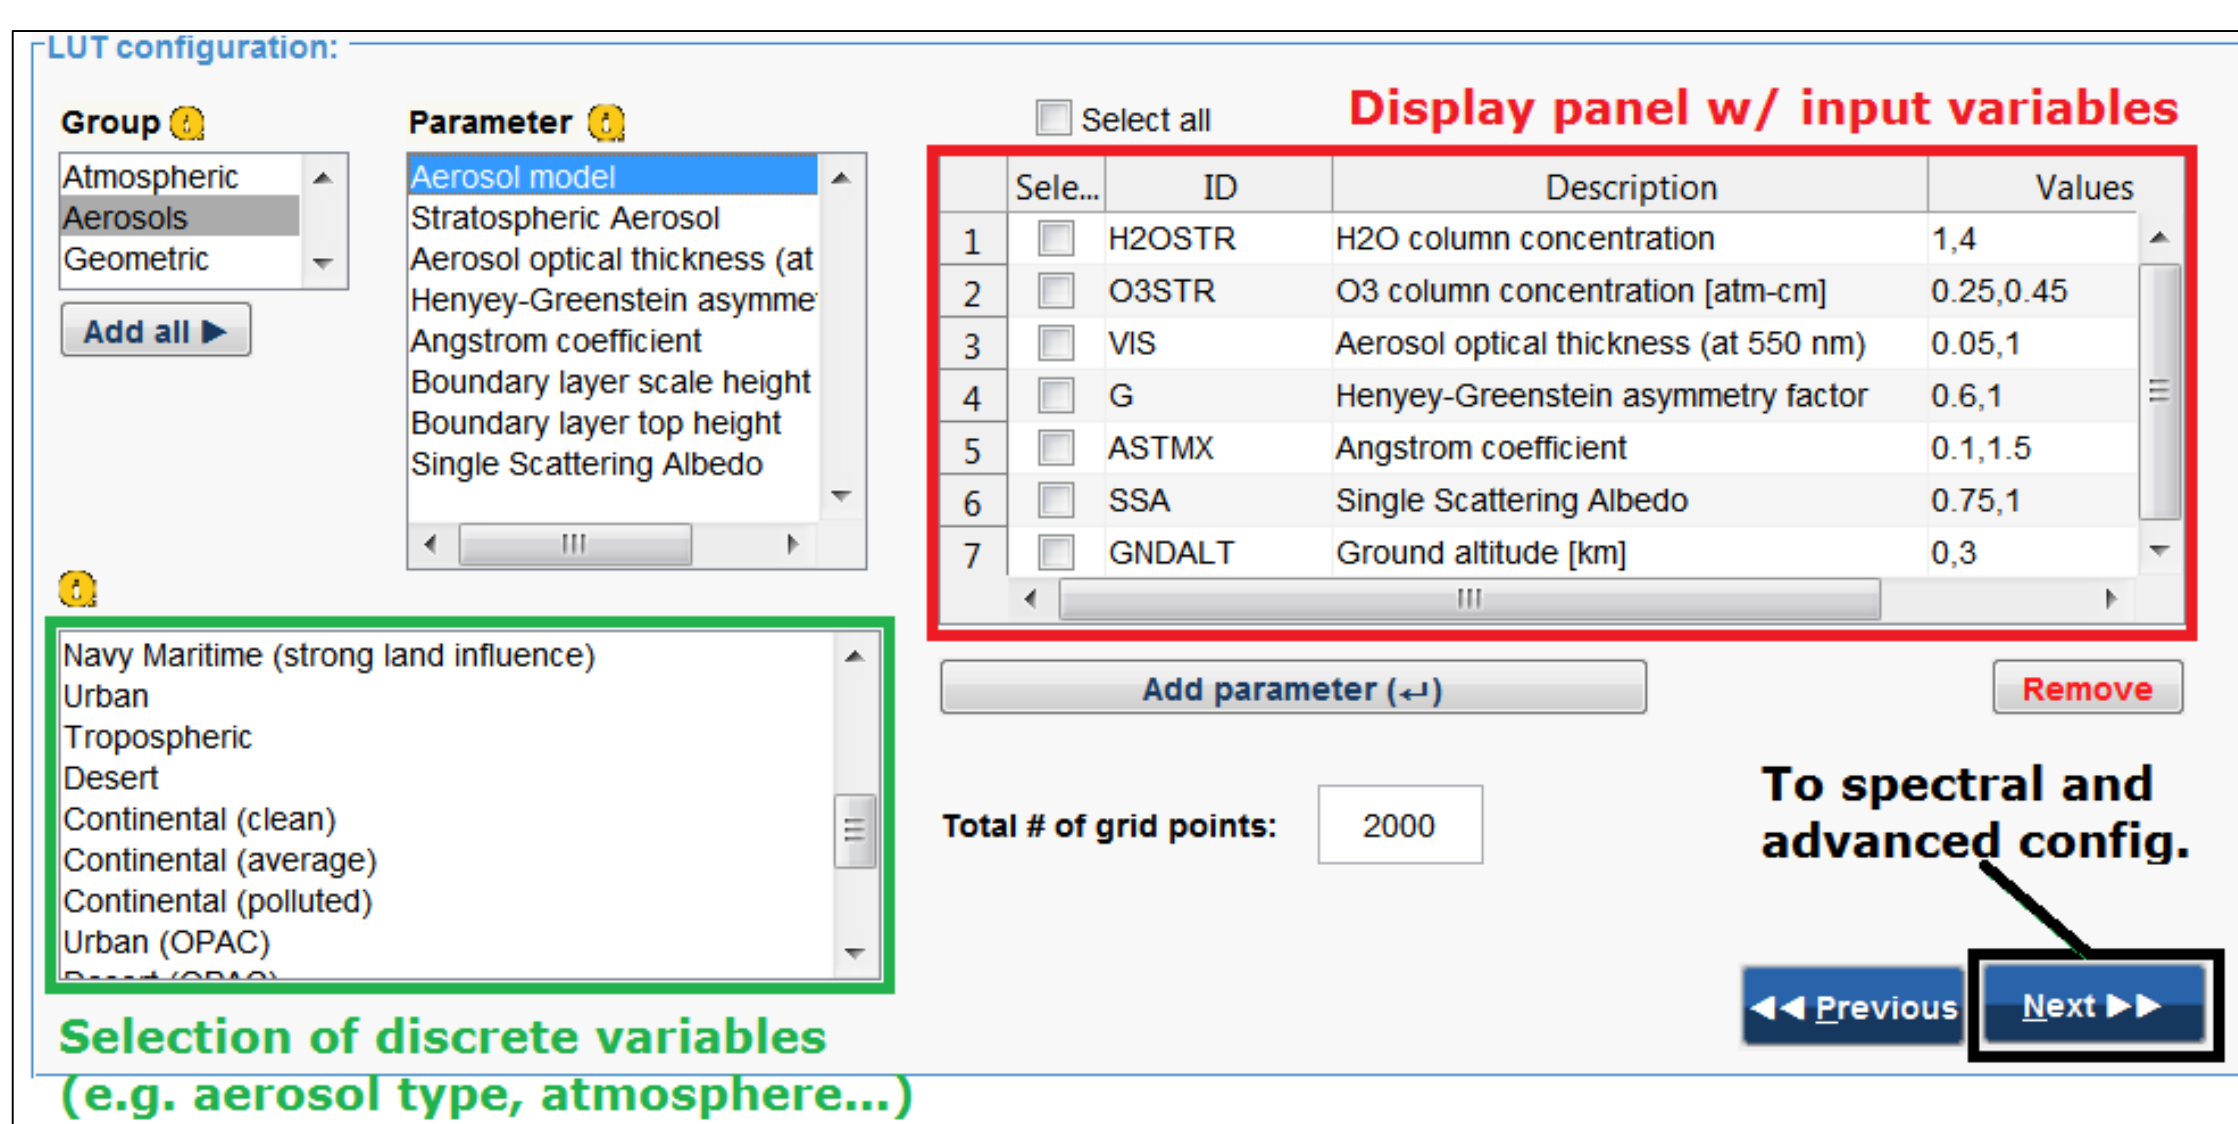 LUT configuration:
Group
Atmospheric
Aerosols
Geometric
Add all
Parameter
Aerosol model
Stratospheric Aerosol
Aerosol optical thickness (at
Henyey-Greenstein asymme
Angstrom coefficient
Boundary layer scale height
Boundary layer top height
Single Scattering Albedo
Navy Maritime (strong land influence)
Urban
Tropospheric
Desert
Continental (clean)
Continental (average)
Continental (polluted)
Urban (OPAC)
Desert (OPAC)
Selection of discrete variables
(e.g. aerosol type, atmosphere...)
Select all
Display panel w/ input variables
Sele... ID Description Values
1 H2OSTR H2O column concentration 1,4
2 O3STR O3 column concentration [atm-cm] 0.25,0.45
3 VIS Aerosol optical thickness (at 550 nm) 0.05,1
4 G Henyey-Greenstein asymmetry factor 0.6,1
5 ASTMX Angstrom coefficient 0.1,1.5
6 SSA Single Scattering Albedo 0.75,1
7 GNDALT Ground altitude [km] 0,3
Add parameter (↵)
Remove
Total # of grid points: 2000
To spectral and
advanced config.
Previous
Next